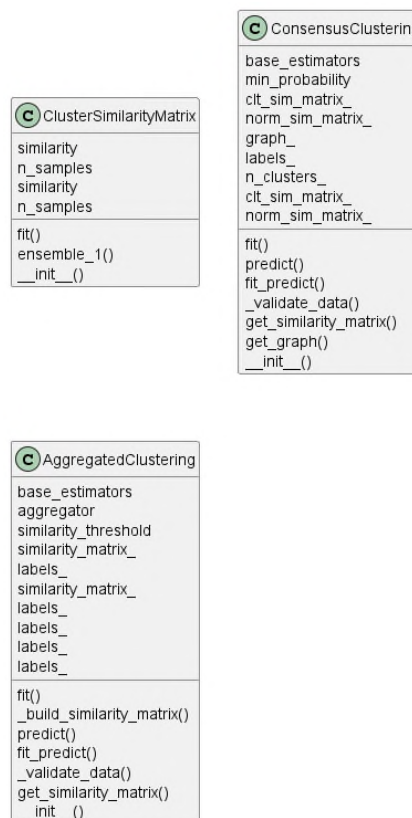 C ClusterSimilarityMatrix
similarity
n_samples
similarity
n_samples
fit()
ensemble_1()
__init__()
C ConsensusClusterin
base_estimators
min_probability
clt_sim_matrix_
norm_sim_matrix_
graph_
labels_
n_clusters_
clt_sim_matrix_
norm_sim_matrix_
fit()
predict()
fit_predict()
_validate_data()
get_similarity_matrix()
get_graph()
__init__()
C AggregatedClustering
base_estimators
aggregator
similarity_threshold
similarity_matrix_
labels_
similarity_matrix_
labels_
labels_
labels_
labels_
fit()
_build_similarity_matrix()
predict()
fit_predict()
_validate_data()
get_similarity_matrix()
__init__()